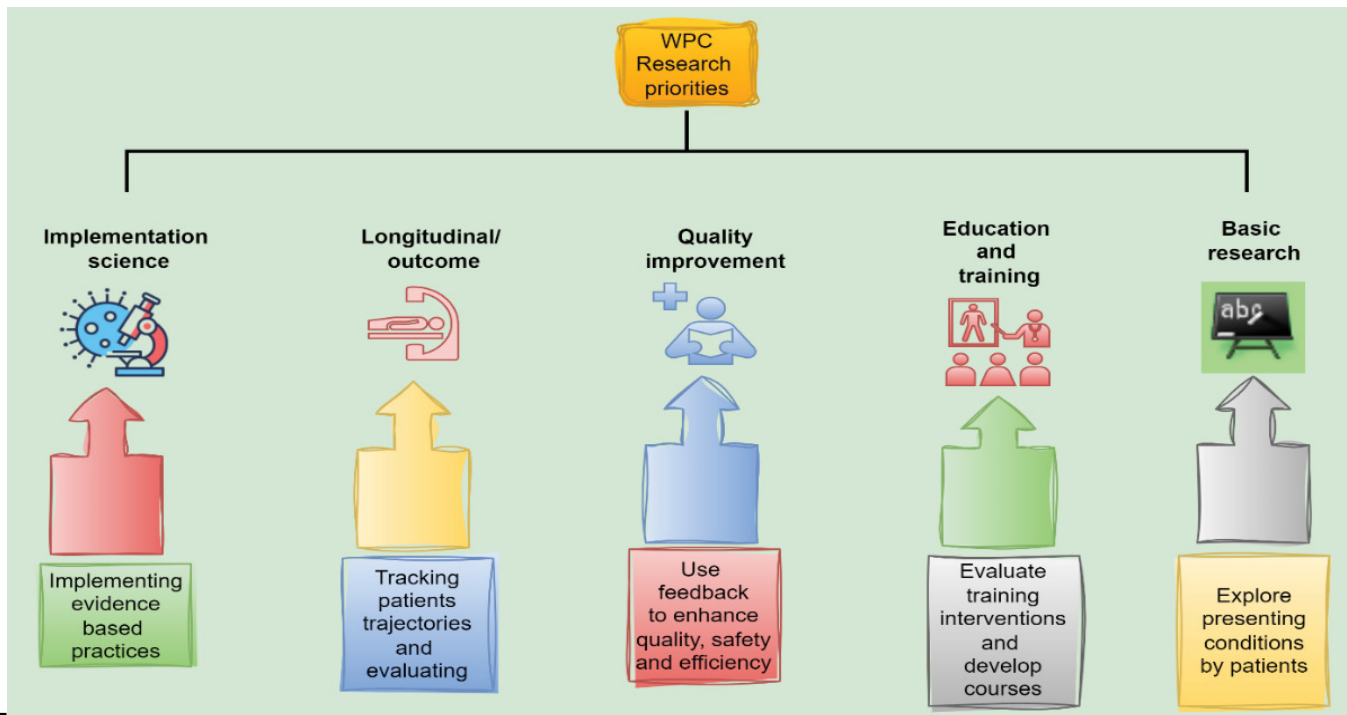 WPC
Research
priorities
Implementation
science
Longitudinal/
outcome
Quality
improvement
Education
and
training
Basic
research
abc
Implementing
evidence
based
practices
Tracking
patients
trajectories
and
evaluating
Use
feedback
to enhance
quality, safety
and efficiency
Evaluate
training
interventions
and
develop
courses
Explore
presenting
conditions
by patients